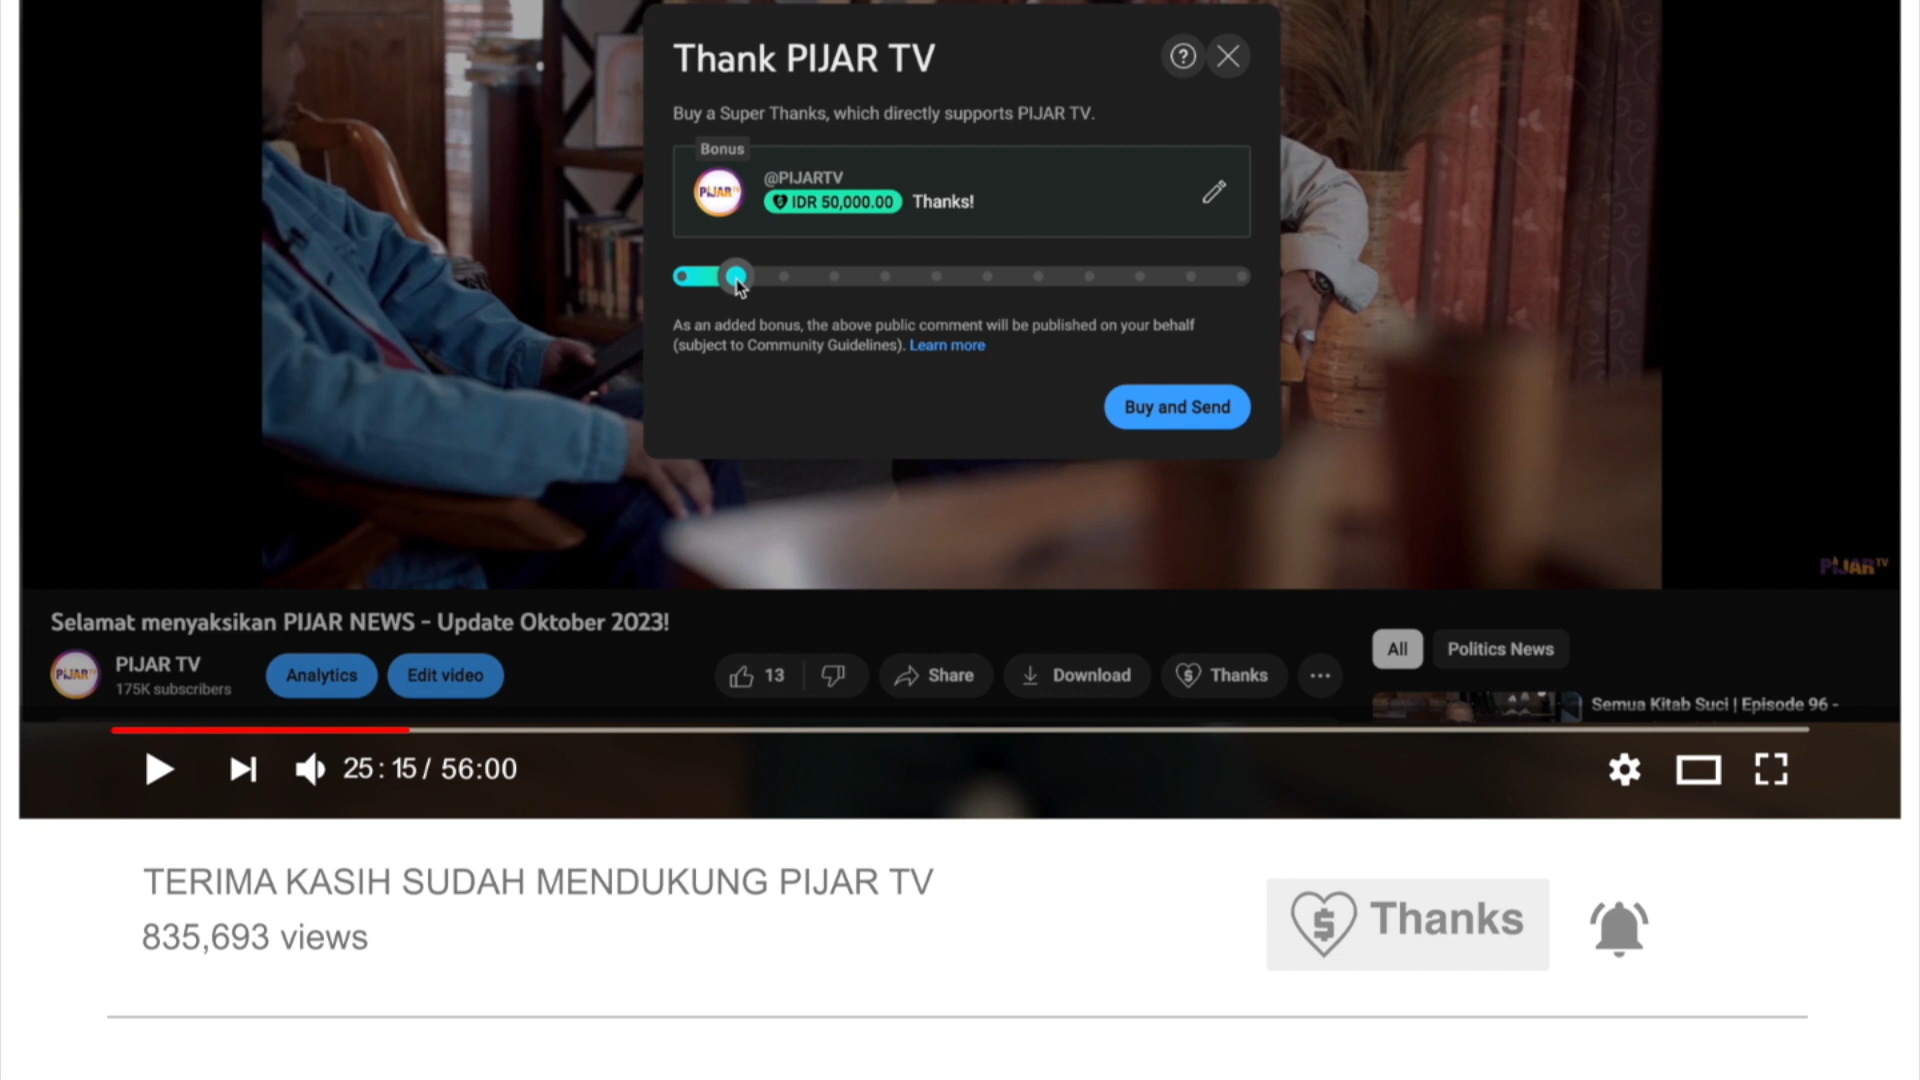 Thank PIJAR TV
Buy a Super Thanks, which directly supports PIJAR TV.
Bonus
PIJAR TV
@PIJARTV
IDR 50,000.00 Thanks!
As an added bonus, the above public comment will be published on your behalf
(subject to Community Guidelines). Learn more
Buy and Send
PIJAR TV
Selamat menyaksikan PIJAR NEWS - Update Oktober 2023!
PIJAR TV
PIJAR TV
175K subscribers
Analytics
Edit video
13
Share
Download
Thanks
All
Politics News
Semua Kitab Suci | Episode 96 -
25:15 / 56:00
TERIMA KASIH SUDAH MENDUKUNG PIJAR TV
835,693 views
Thanks